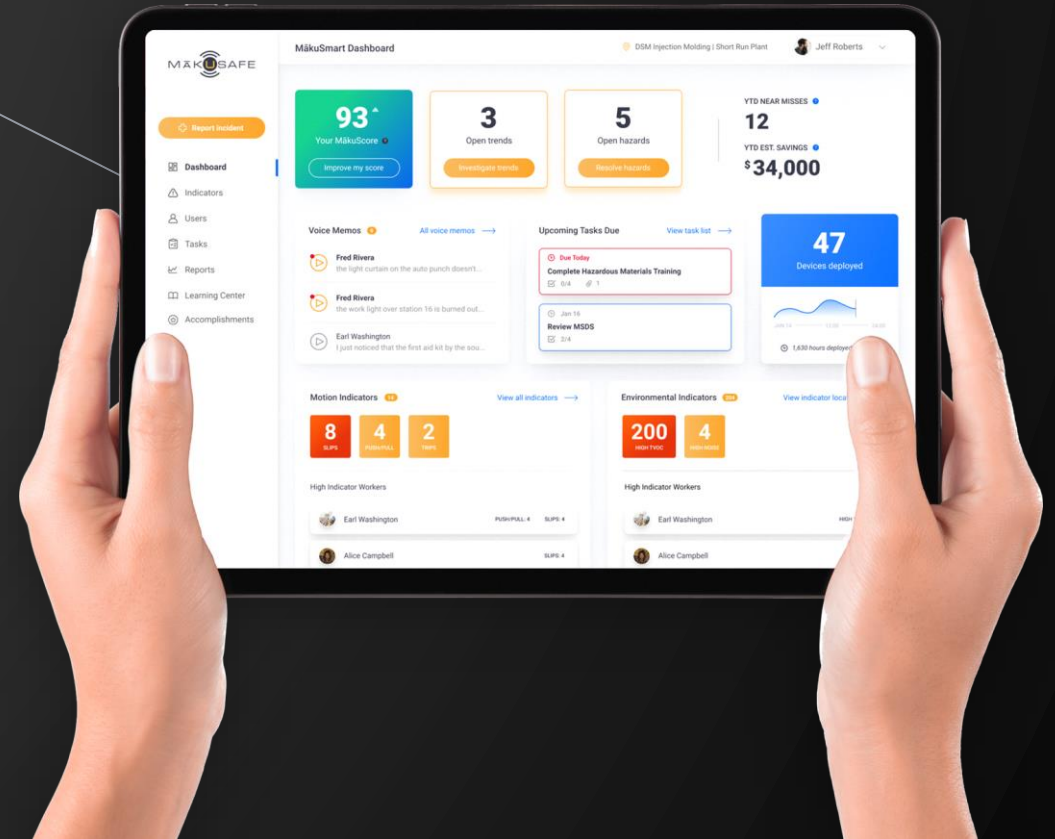 MĀKUSAFE
MākuSmart Dashboard
DSM Injection Molding | Short Run Plant
Jeff Roberts
Report Incident
Dashboard
Indicators
Users
Tasks
Reports
Learning Center
Accomplishments
93
Your MākuScore
Improve my score
3
Open trends
Investigate trends
5
Open hazards
Resolve hazards
YTD NEAR MISSES
12
YTD EST. SAVINGS
$34,000
Voice Memos
All voice memos
Fred Rivera
the light curtain on the auto punch doesn't...
Fred Rivera
the work light over station 16 is burned out...
Earl Washington
I just noticed that the first aid kit by the sou...
Upcoming Tasks Due
View task list
Due Today
Complete Hazardous Materials Training
1
Jan 16
Review MSDS
47
Devices deployed
1,630 hours deployed
Motion Indicators
View all indicators
8
SLIPS
4
PUSH/PULL
2
TRIPS
High Indicator Workers
Earl Washington
PUSH/PULL: 4 SLIPS: 4
Alice Campbell
SLIPS: 4
Environmental Indicators
View indicator
200
HIGH TVOC
4
HIGH NOISE
High Indicator Workers
Earl Washington
HIGH
Alice Campbell